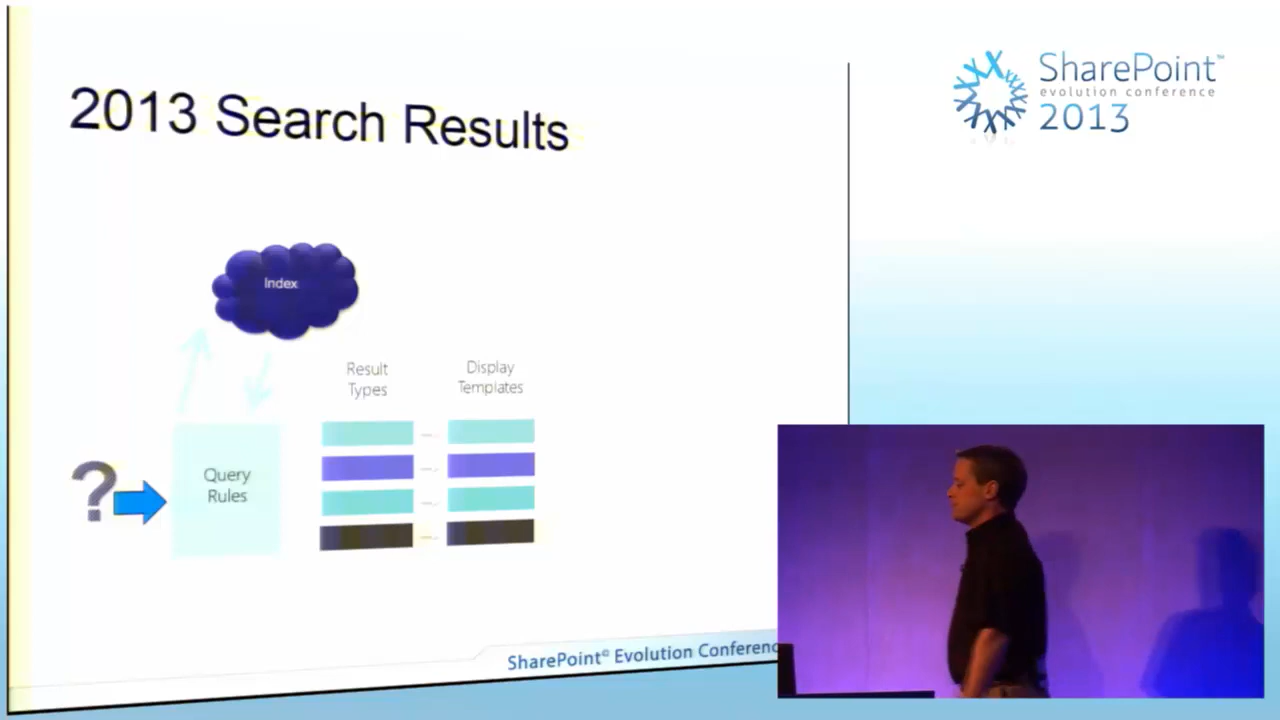 2013 Search Results
SharePoint™
evolution conference
2013
Index
Result
Types
Display
Templates
?
Query
Rules
SharePoint© Evolution Conferenc